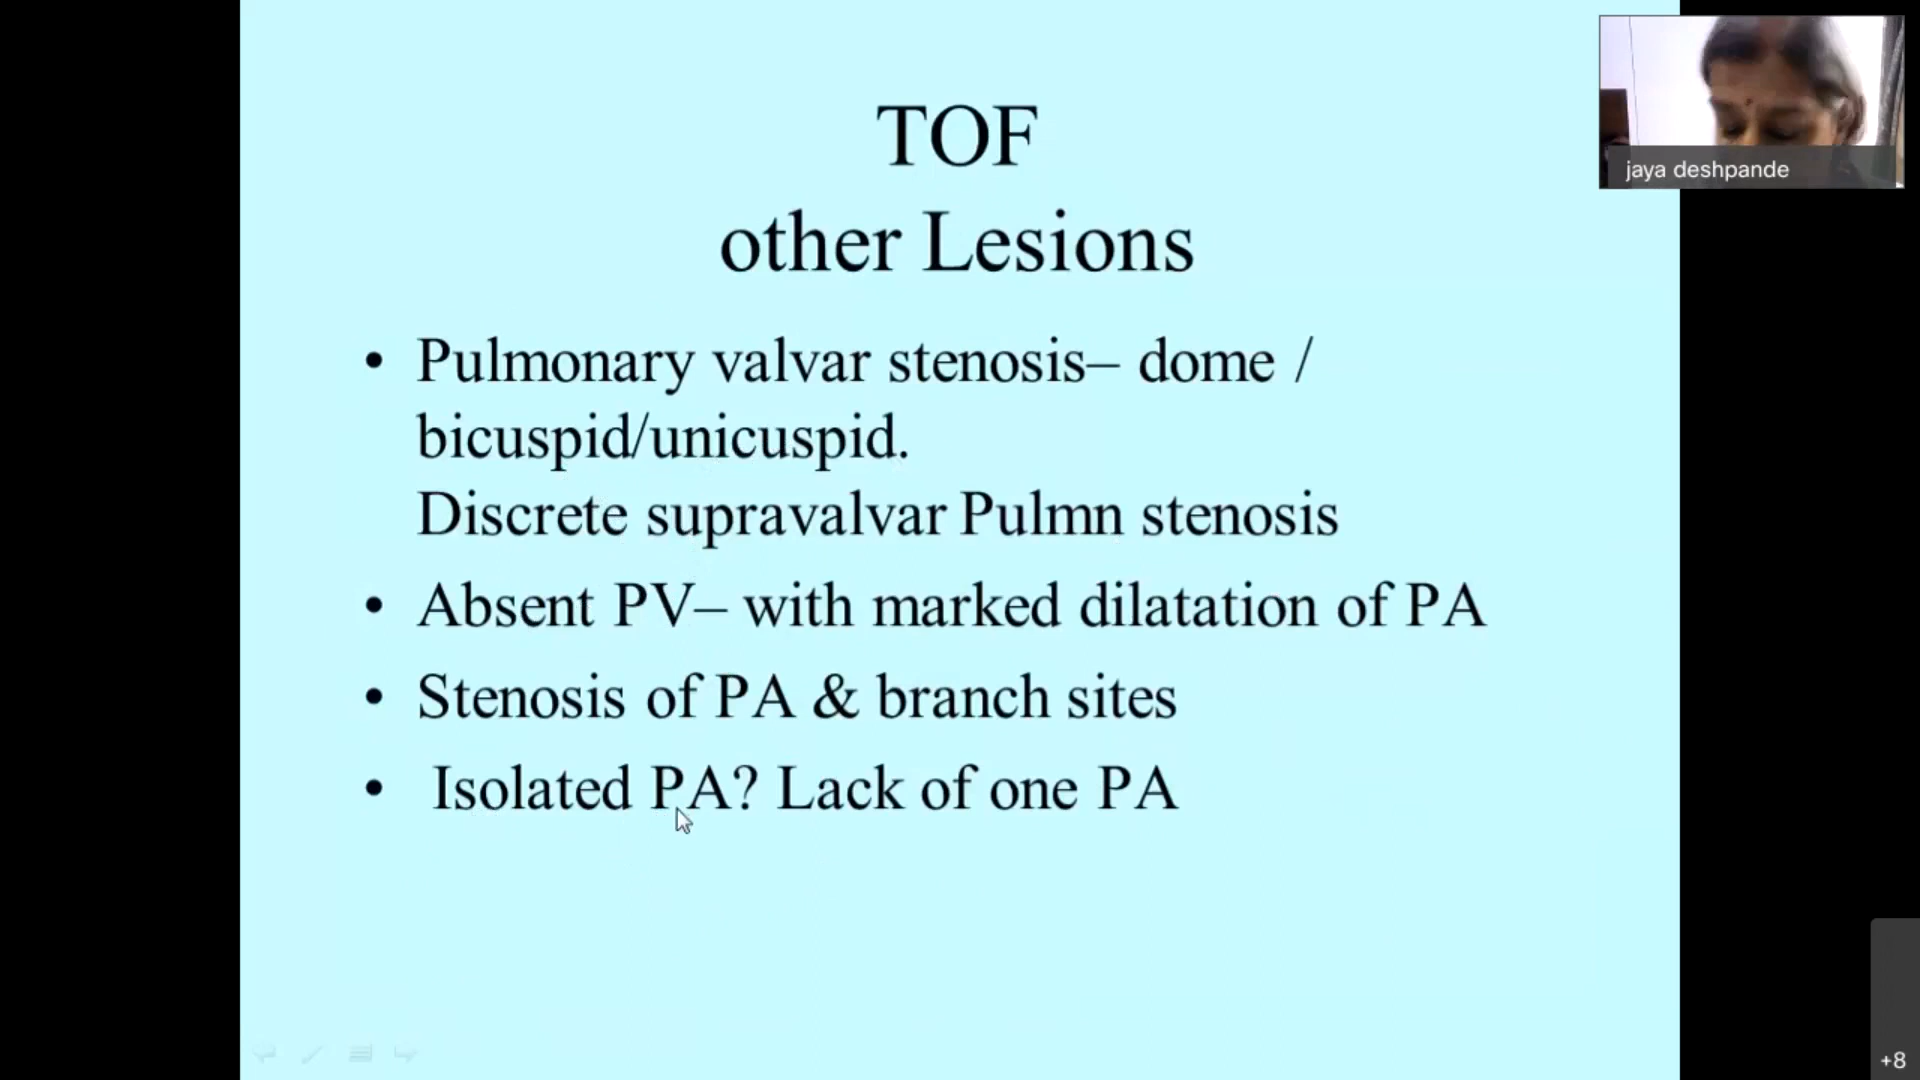 TOF
other Lesions
• Pulmonary valvar stenosis– dome /
bicuspid/unicuspid.
Discrete supravalvar Pulmn stenosis
• Absent PV– with marked dilatation of PA
• Stenosis of PA & branch sites
• Isolated PA? Lack of one PA
jaya deshpande
+8